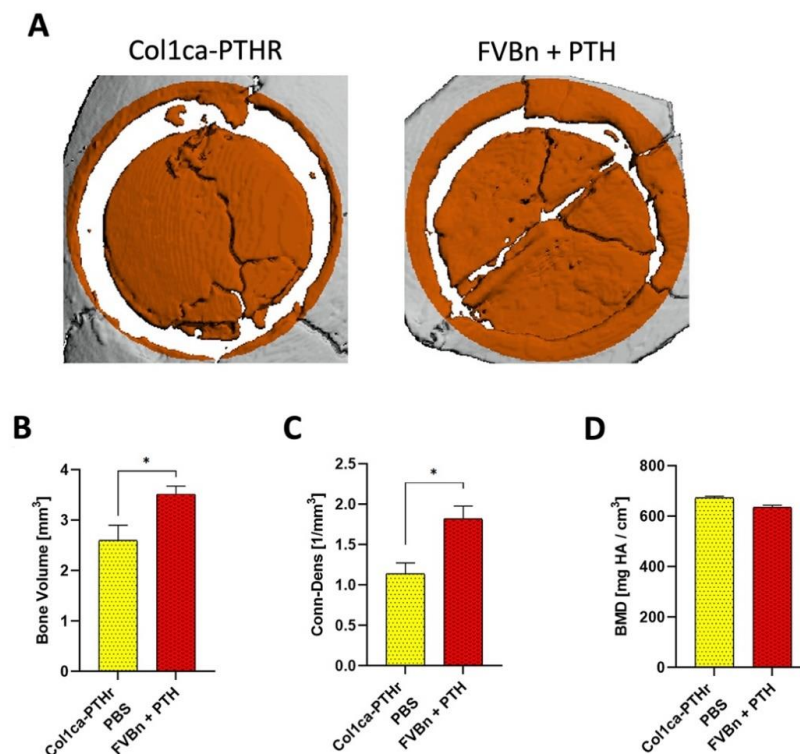 A
Col1ca-PTHR
FVBn + PTH
B
C
D
*
*
Bone Volume [mm³]
4
3
2
1
0
Col1ca-PTHr
PBS
FVBn + PTH
Conn-Dens [1/mm³]
2.5
2.0
1.5
1.0
0.5
0.0
Col1ca-PTHr
PBS
FVBn + PTH
BMD [mg HA / cm³]
800
600
400
200
0
Col1ca-PTHr
PBS
FVBn + PTH